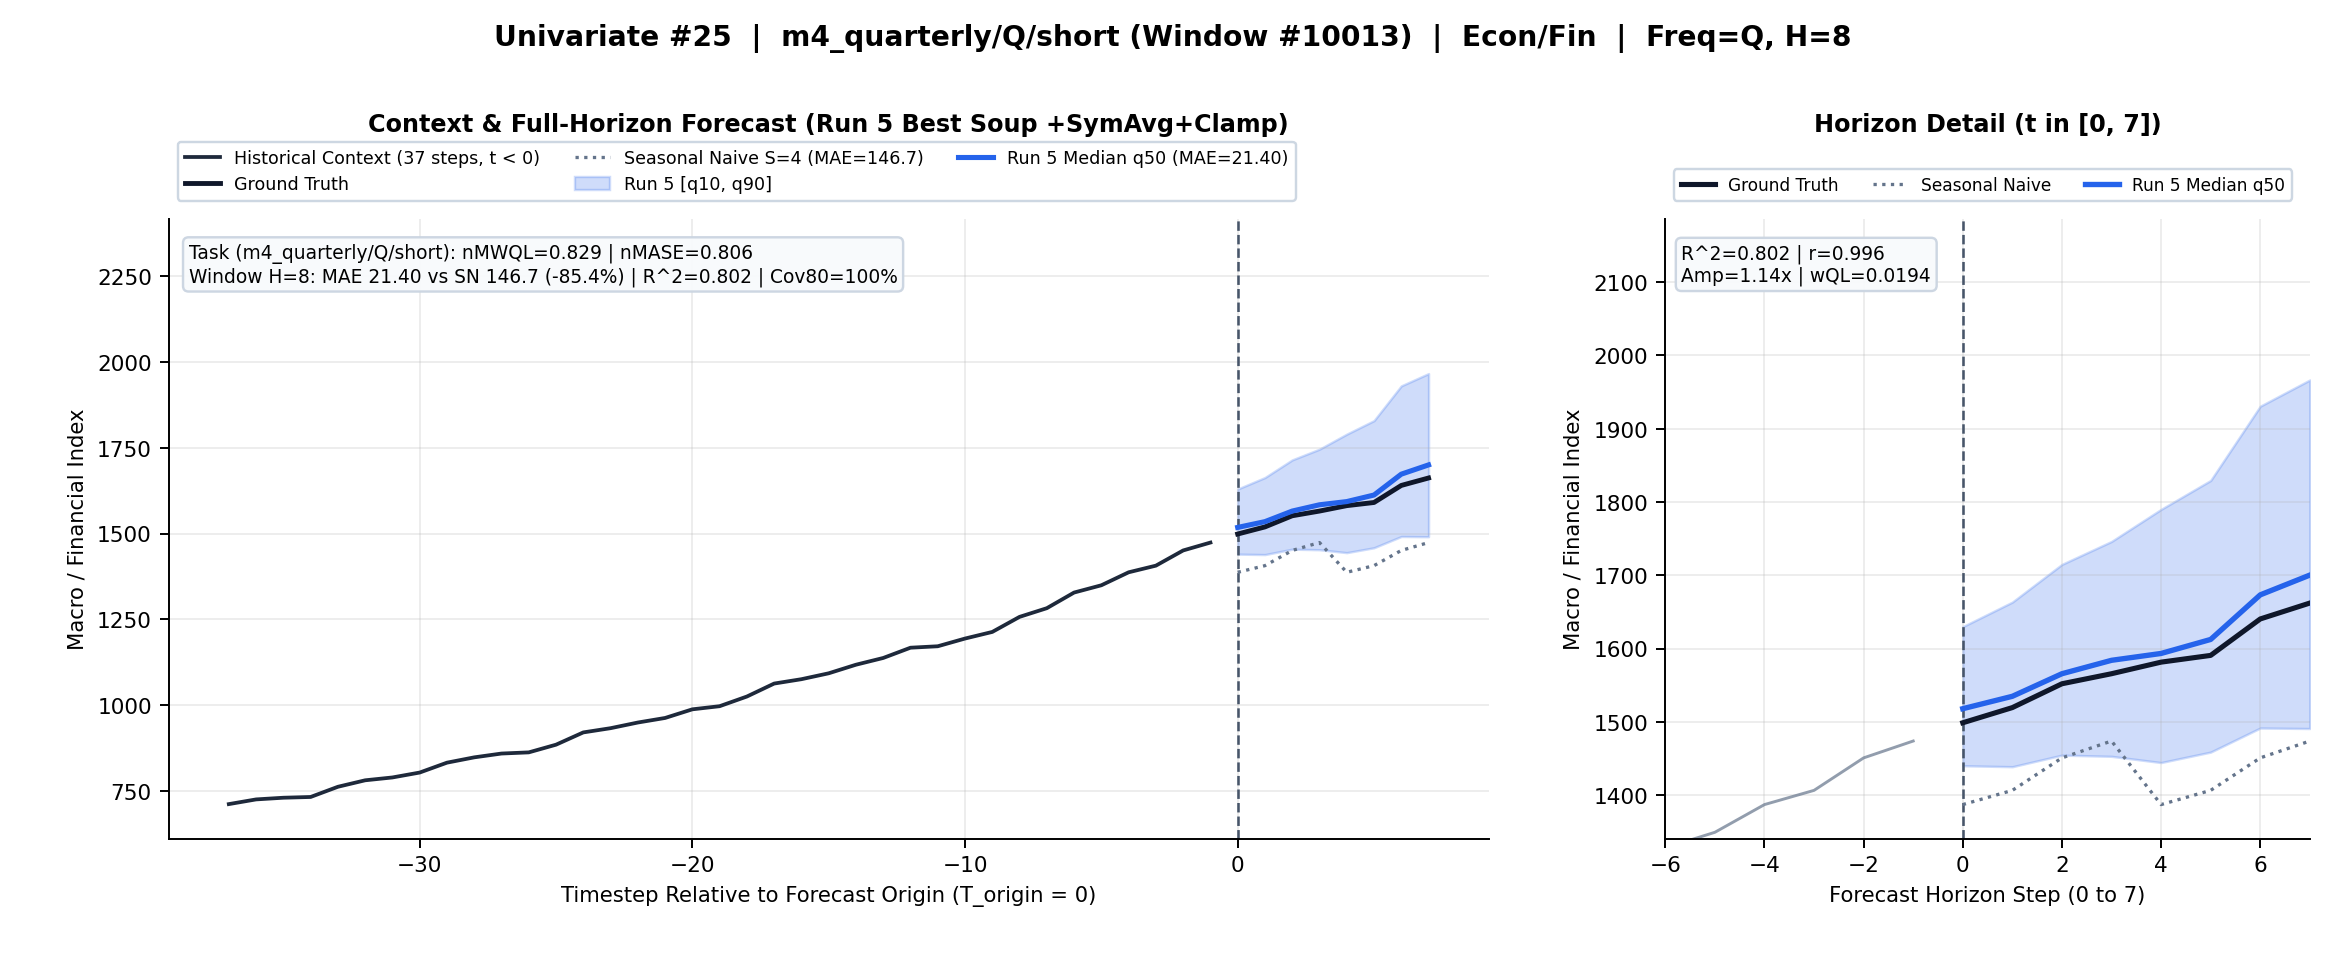 Univariate #25 | m4_quarterly/Q/short (Window #10013) | Econ/Fin | Freq=Q, H=8
Context & Full-Horizon Forecast (Run 5 Best Soup +SymAvg+Clamp)
Historical Context (37 steps, t < 0)
Ground Truth
Seasonal Naive S=4 (MAE=146.7)
Run 5 [q10, q90]
Run 5 Median q50 (MAE=21.40)
Task (m4_quarterly/Q/short): nMWQL=0.829 | nMASE=0.806
Window H=8: MAE 21.40 vs SN 146.7 (-85.4%) | R^2=0.802 | Cov80=100%
Macro / Financial Index
2250
2000
1750
1500
1250
1000
750
−30 −20 −10 0
Timestep Relative to Forecast Origin (T_origin = 0)
Horizon Detail (t in [0, 7])
Ground Truth Seasonal Naive Run 5 Median q50
R^2=0.802 | r=0.996
Amp=1.14x | wQL=0.0194
Macro / Financial Index
2100
2000
1900
1800
1700
1600
1500
1400
−6 −4 −2 0 2 4 6
Forecast Horizon Step (0 to 7)